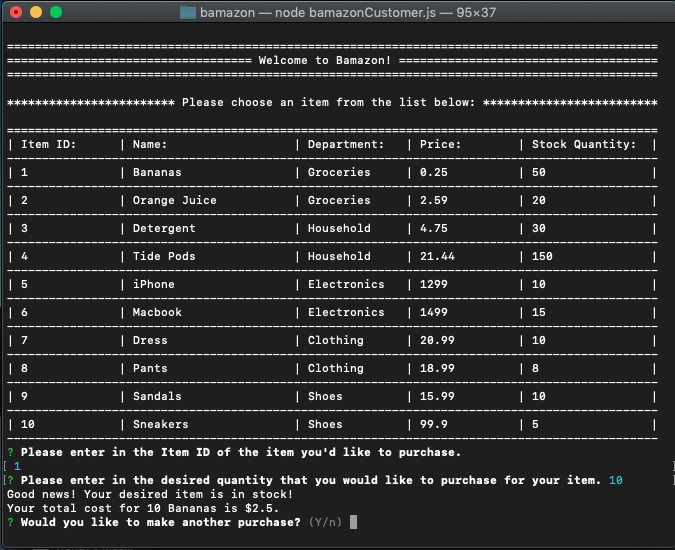 bamazon — node bamazonCustomer.js — 95×37
=============================================================================================
=================================== Welcome to Bamazon! =====================================
=============================================================================================
************************ Please choose an item from the list below: *************************
=============================================================================================
| Item ID: | Name: | Department: | Price: | Stock Quantity: |
| 1 | Bananas | Groceries | 0.25 | 50
| 2 | Orange Juice | Groceries | 2.59 | 20
| 3 | Detergent | Household | 4.75 | 30
| 4 | Tide Pods | Household | 21.44 | 150
| 5 | iPhone | Electronics | 1299 | 10
| 6 | Macbook | Electronics | 1499 | 15
| 7 | Dress | Clothing | 20.99 | 10
| 8 | Pants | Clothing | 18.99 | 8
| 9 | Sandals | Shoes | 15.99 | 10
| 10 | Sneakers | Shoes | 99.9 | 5
? Please enter in the Item ID of the item you'd like to purchase.
[ 1 ]
[? Please enter in the desired quantity that you would like to purchase for your item. 10 ]
Good news! Your desired item is in stock!
Your total cost for 10 Bananas is $2.5.
? Would you like to make another purchase? (Y/n)